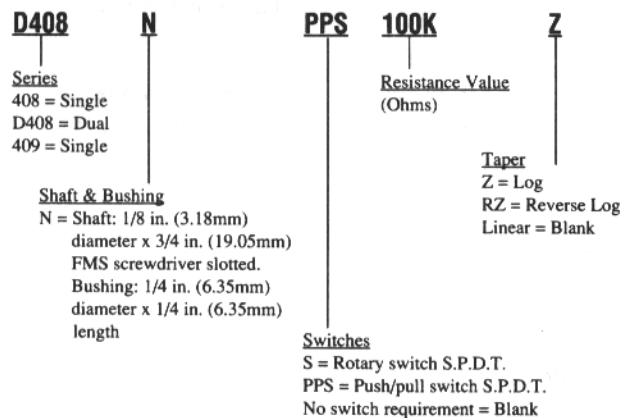 D408 N PPS 100K Z
Series
408 = Single
D408 = Dual
409 = Single
Resistance Value
(Ohms)
Taper
Z = Log
RZ = Reverse Log
Linear = Blank
Shaft & Bushing
N = Shaft: 1/8 in. (3.18mm)
diameter x 3/4 in. (19.05mm)
FMS screwdriver slotted.
Bushing: 1/4 in. (6.35mm)
diameter x 1/4 in. (6.35mm)
length
Switches
S = Rotary switch S.P.D.T.
PPS = Push/pull switch S.P.D.T.
No switch requirement = Blank